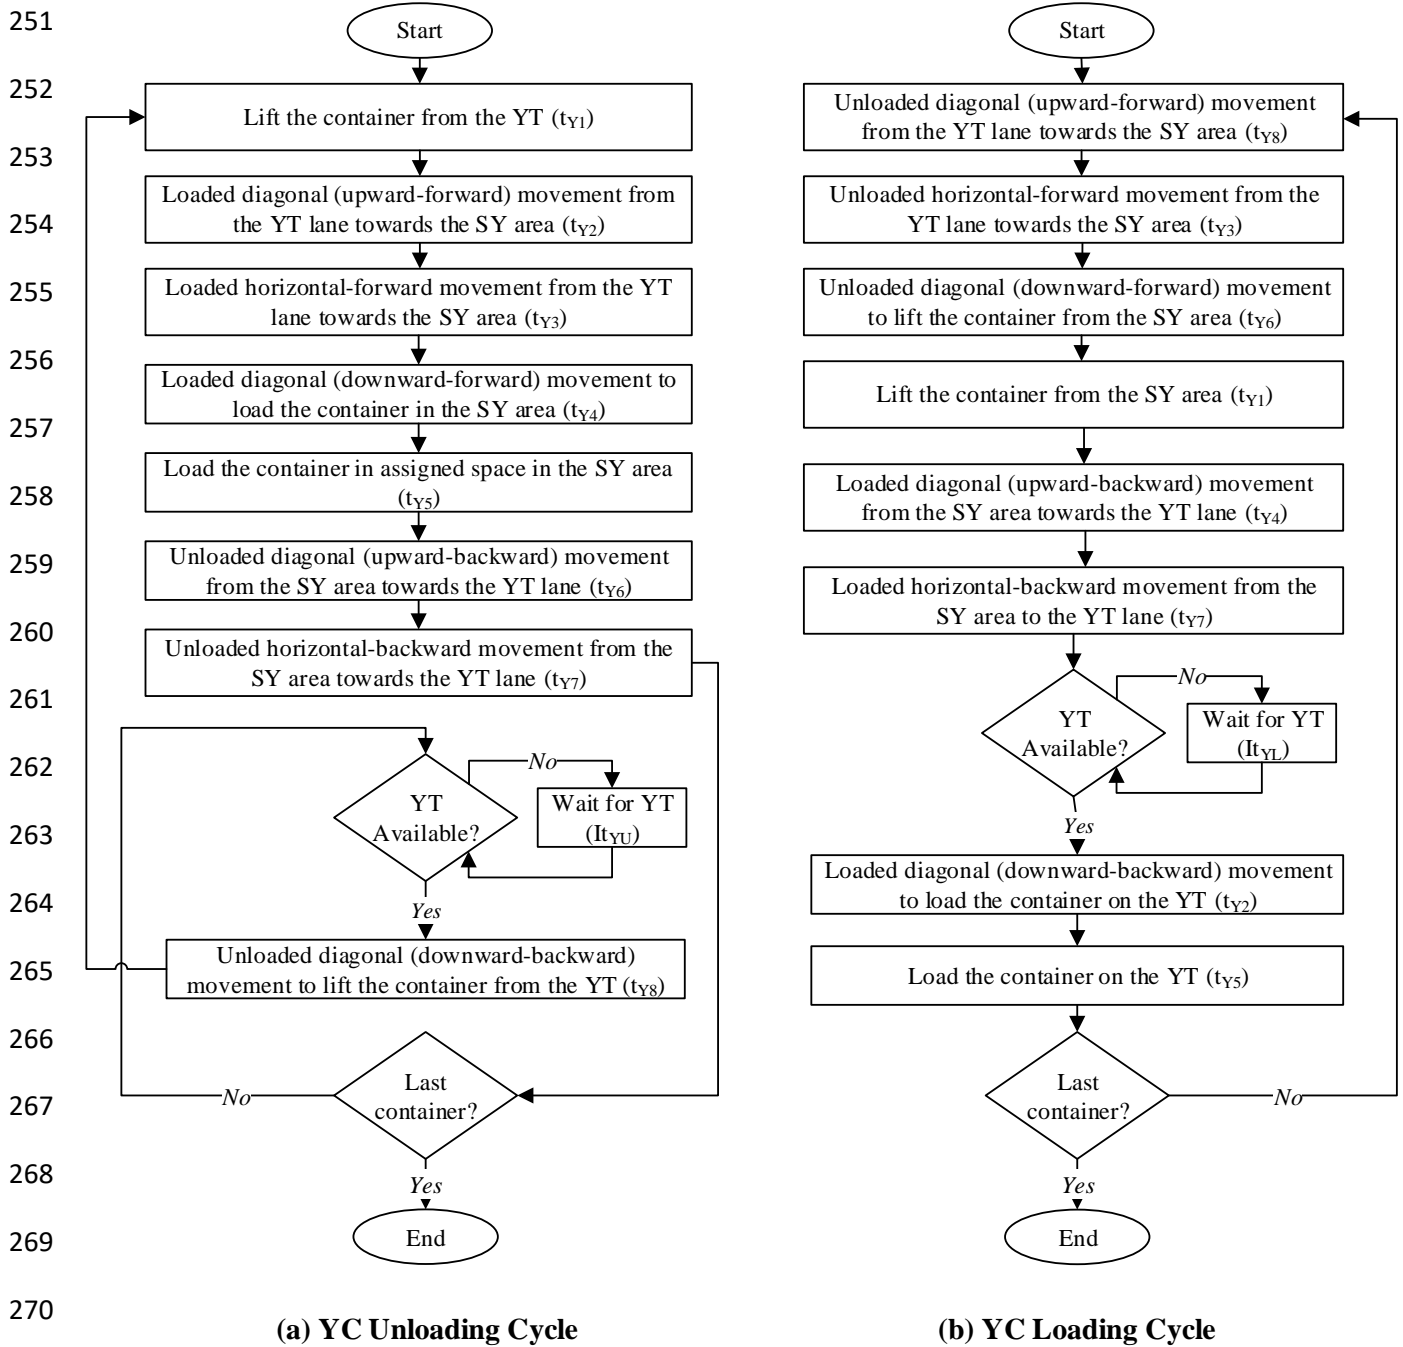 251
252
253
254
255
256
257
258
259
260
261
262
263
264
265
266
267
268
269
270
Start
Lift the container from the YT (tY1)
Loaded diagonal (upward-forward) movement from
the YT lane towards the SY area (tY2)
Loaded horizontal-forward movement from the YT
lane towards the SY area (tY3)
Loaded diagonal (downward-forward) movement to
load the container in the SY area (tY4)
Load the container in assigned space in the SY area
(tY5)
Unloaded diagonal (upward-backward) movement
from the SY area towards the YT lane (tY6)
Unloaded horizontal-backward movement from the
SY area towards the YT lane (tY7)
YT
Available?
No
Wait for YT
(ItYU)
Yes
Unloaded diagonal (downward-backward)
movement to lift the container from the YT (tY8)
Last
container?
No
Yes
End
(a) YC Unloading Cycle
Start
Unloaded diagonal (upward-forward) movement
from the YT lane towards the SY area (tY8)
Unloaded horizontal-forward movement from the
YT lane towards the SY area (tY3)
Unloaded diagonal (downward-forward) movement
to lift the container from the SY area (tY6)
Lift the container from the SY area (tY1)
Loaded diagonal (upward-backward) movement
from the SY area towards the YT lane (tY4)
Loaded horizontal-backward movement from the
SY area to the YT lane (tY7)
YT
Available?
No
Wait for YT
(ItYL)
Yes
Loaded diagonal (downward-backward) movement
to load the container on the YT (tY2)
Load the container on the YT (tY5)
Last
container?
No
Yes
End
(b) YC Loading Cycle